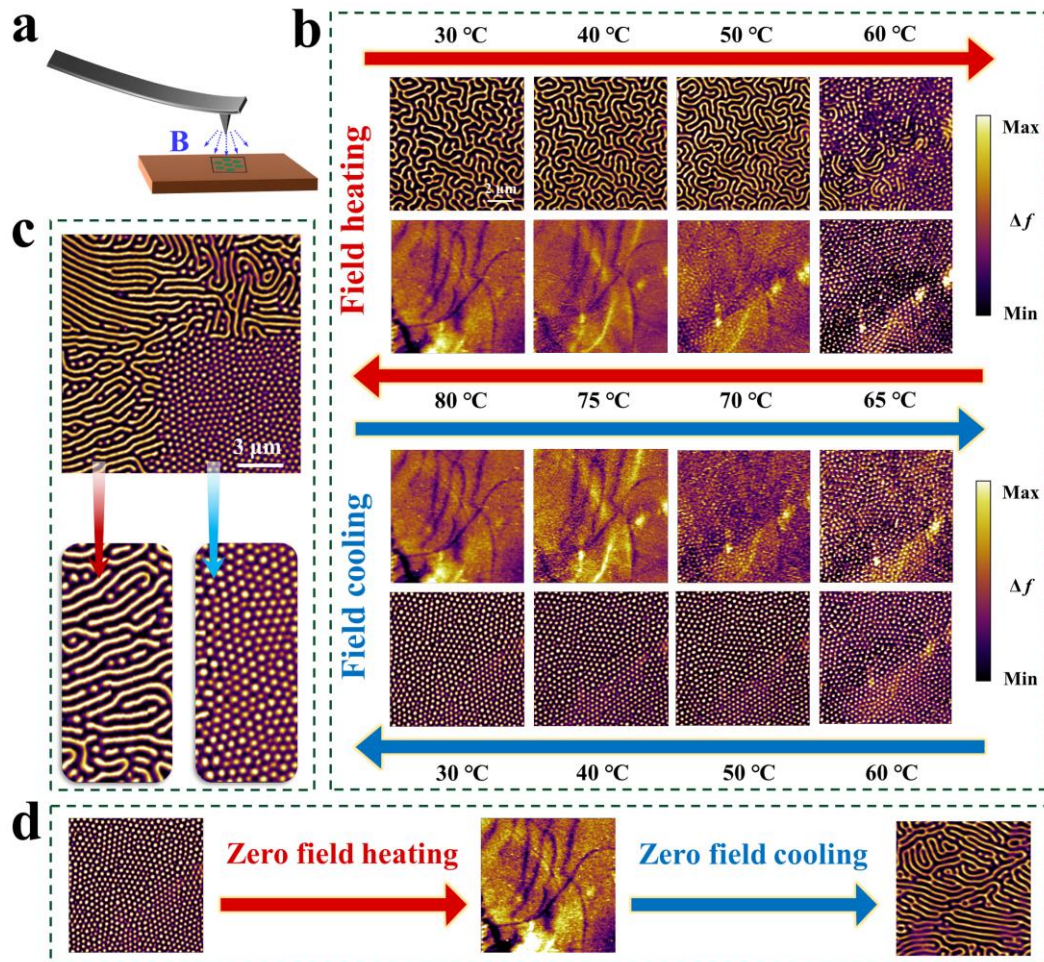 a
B
b
30 °C 40 °C 50 °C 60 °C
2 μm
Field heating
Max
Δf
Min
80 °C 75 °C 70 °C 65 °C
Field cooling
Max
Δf
Min
30 °C 40 °C 50 °C 60 °C
c
3 μm
d
Zero field heating
Zero field cooling